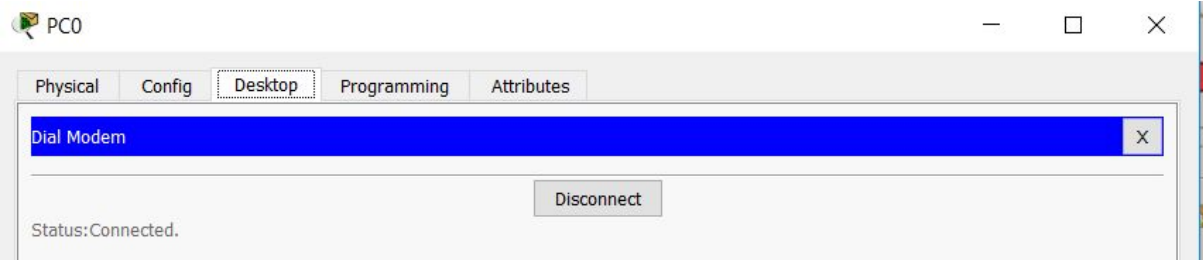 PC0
Physical Config Desktop Programming Attributes
Dial Modem X
Disconnect
Status:Connected.